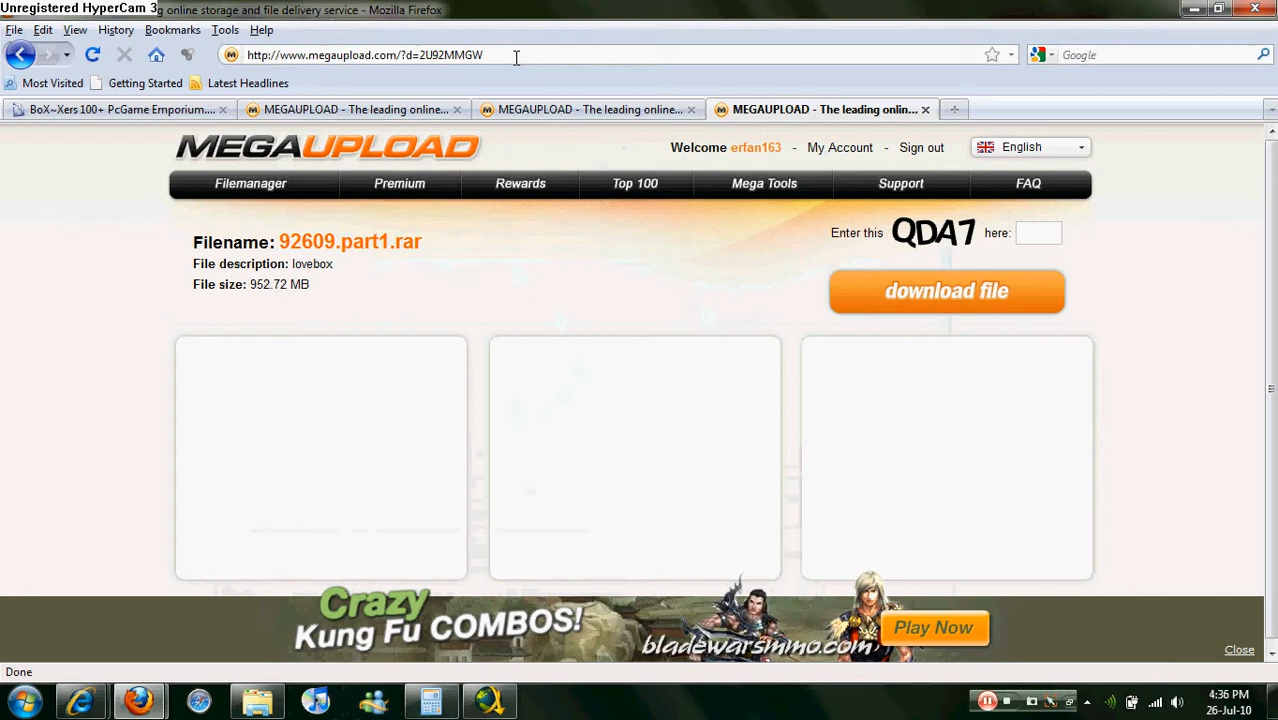 Unregistered HyperCam 3
ng online storage and file delivery service - Mozilla Firefox
File Edit View History Bookmarks Tools Help
http://www.megaupload.com/?d=2U92MMGW
Google
Most Visited Getting Started Latest Headlines
BoX~Xers 100+ PcGame Emporium.... MEGAUPLOAD - The leading online... MEGAUPLOAD - The leading online... MEGAUPLOAD - The leading onlin...
MEGAUPLOAD
Welcome erfan163 - My Account - Sign out English
Filemanager Premium Rewards Top 100 Mega Tools Support FAQ
Filename: 92609.part1.rar
File description: lovebox
File size: 952.72 MB
Enter this QDA7 here:
download file
Crazy
Kung Fu COMBOS!
bladewarsmmo.com
Play Now
Close
Done
4:36 PM
26-Jul-10